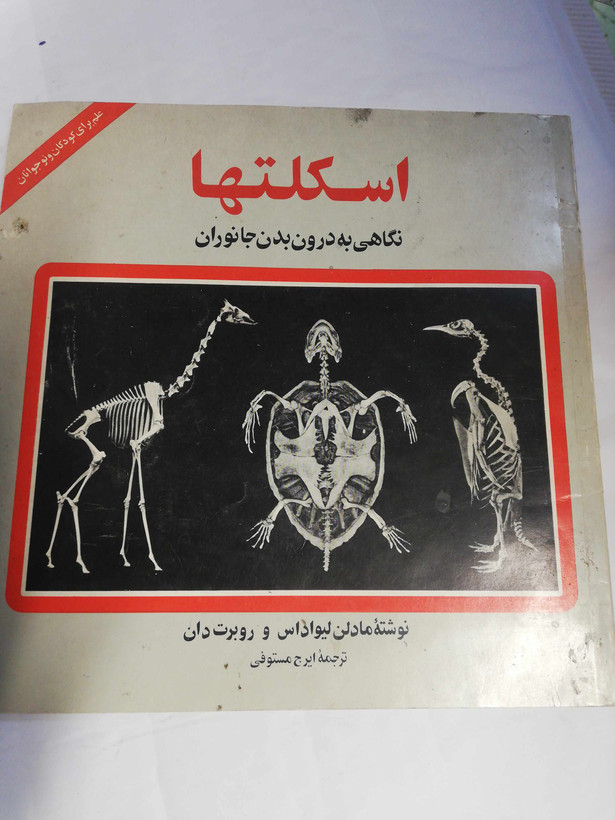 علم برای کودکان و نوجوانان
اسکلتها
نگاهی به درون بدن جانوران
نوشتهٔ مادلن لیواداس و روبرت دان
ترجمهٔ ایرج مستوفی